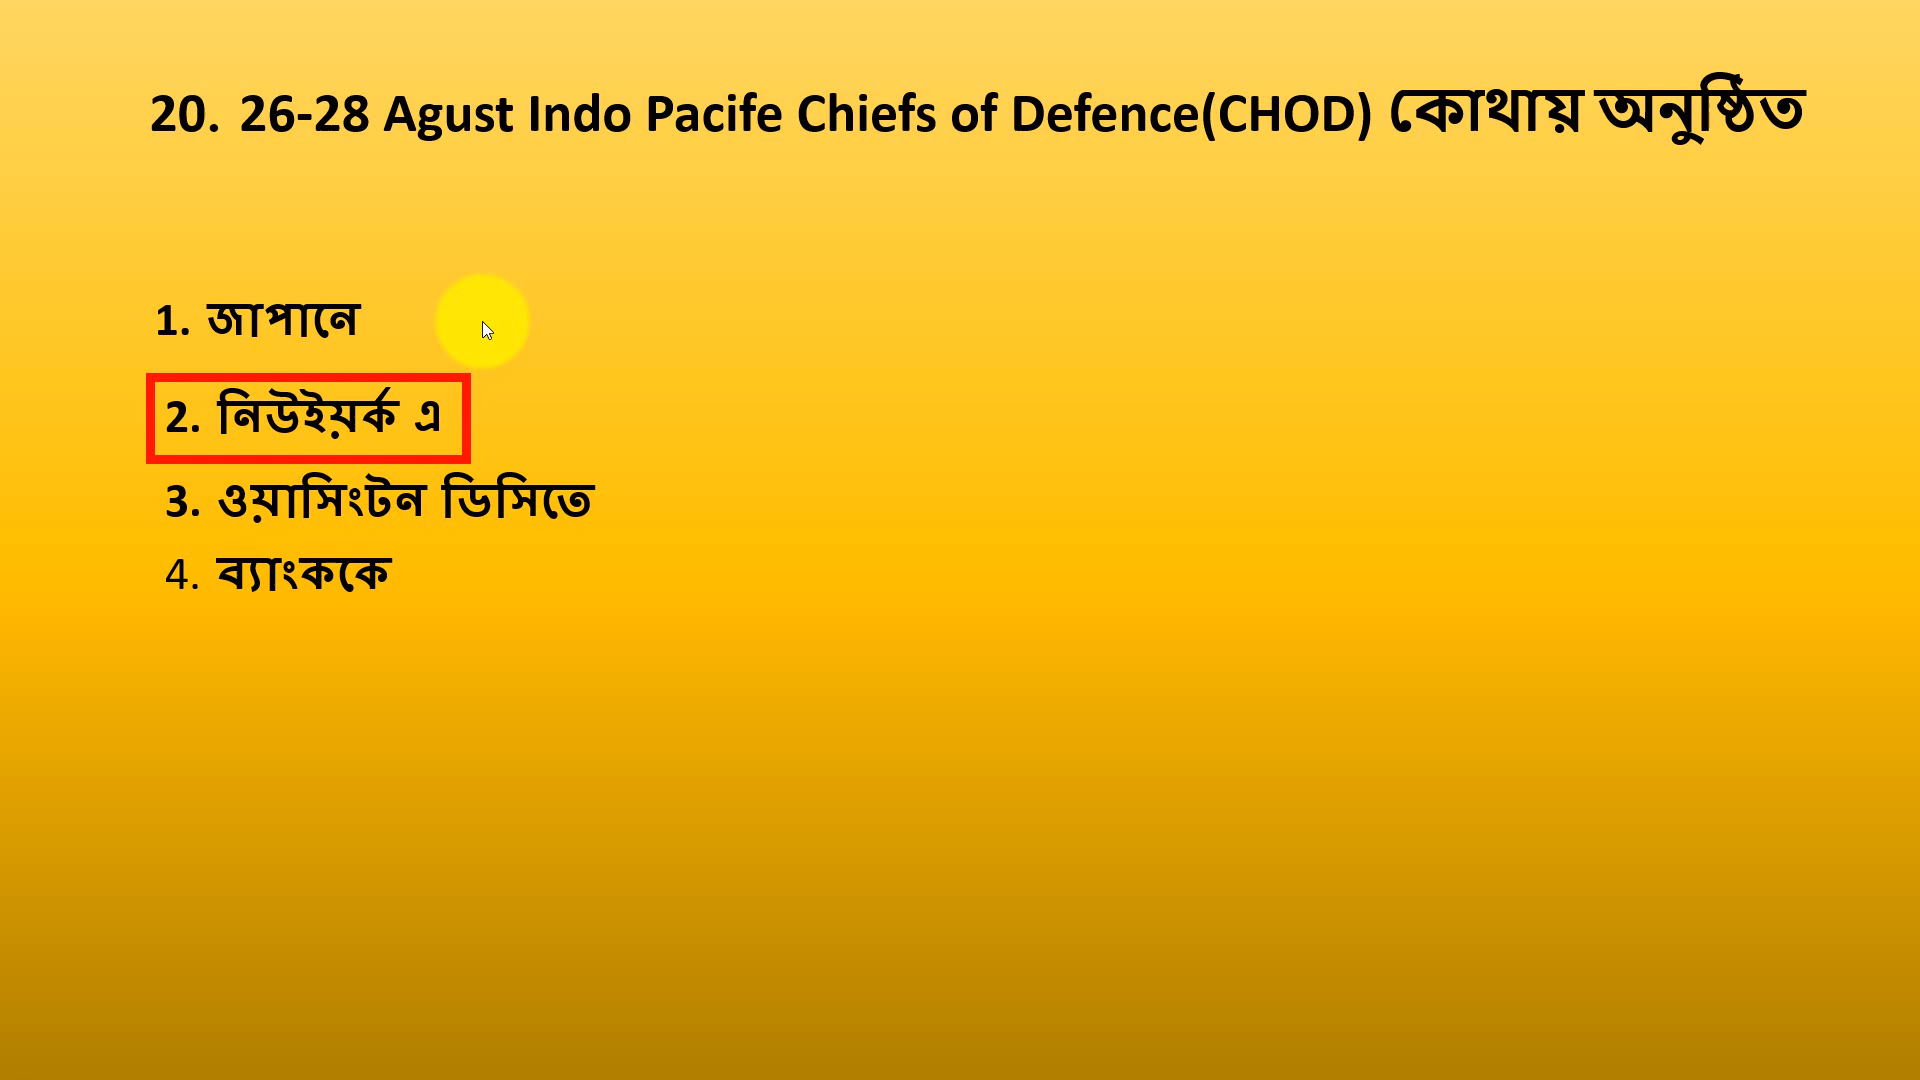 20. 26-28 Agust Indo Pacife Chiefs of Defence(CHOD) কোথায় অনুষ্ঠিত
1. জাপানে
2. নিউইয়র্ক এ
3. ওয়াসিংটন ডিসিতে
4. ব্যাংককে